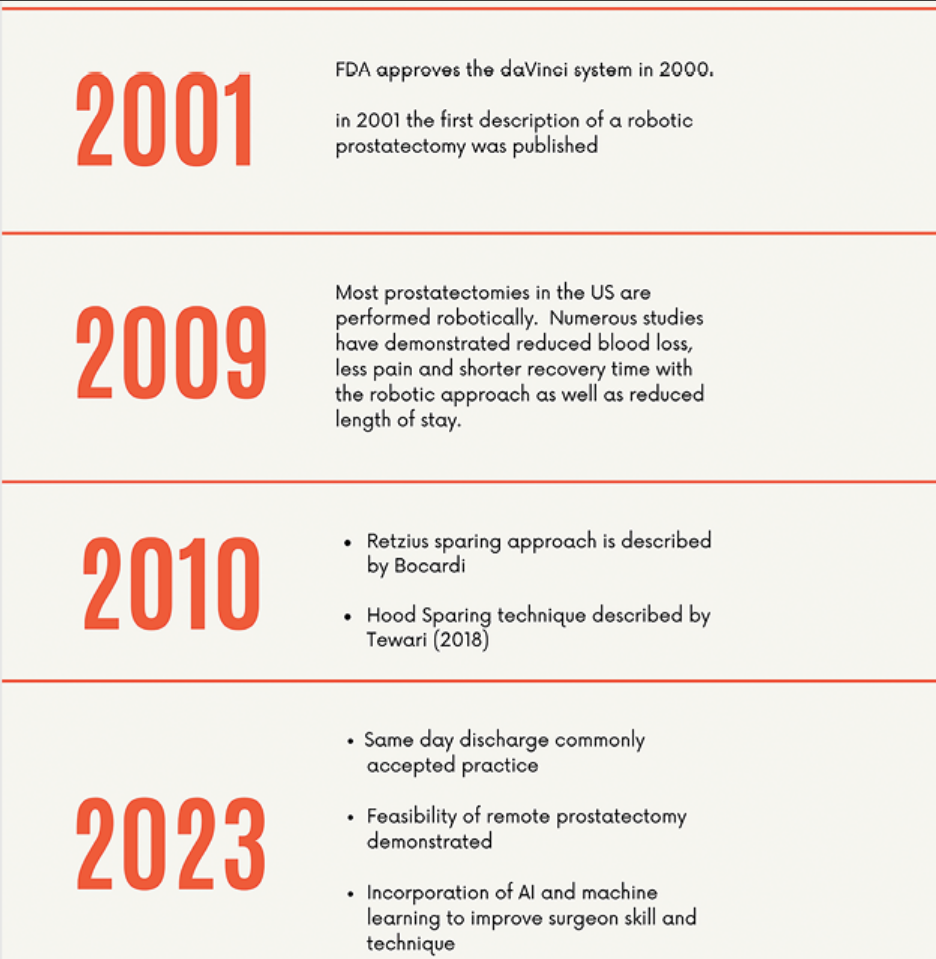 2001
FDA approves the daVinci system in 2000.
in 2001 the first description of a robotic
prostatectomy was published
2009
Most prostatectomies in the US are
performed robotically.  Numerous studies
have demonstrated reduced blood loss,
less pain and shorter recovery time with
the robotic approach as well as reduced
length of stay.
2010
• Retzius sparing approach is described
by Bocardi
• Hood Sparing technique described by
Tewari (2018)
2023
• Same day discharge commonly
accepted practice
• Feasibility of remote prostatectomy
demonstrated
• Incorporation of AI and machine
learning to improve surgeon skill and
technique